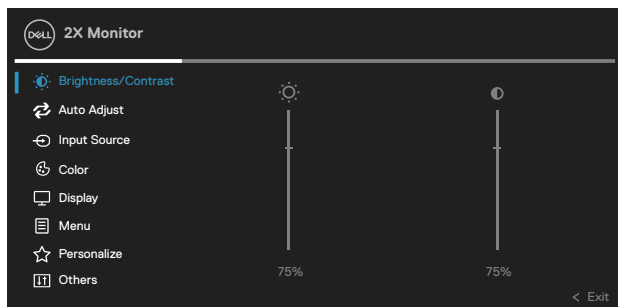 DELL
2X Monitor
Brightness/Contrast
Auto Adjust
Input Source
Color
Display
Menu
Personalize
Others
75%
75%
< Exit